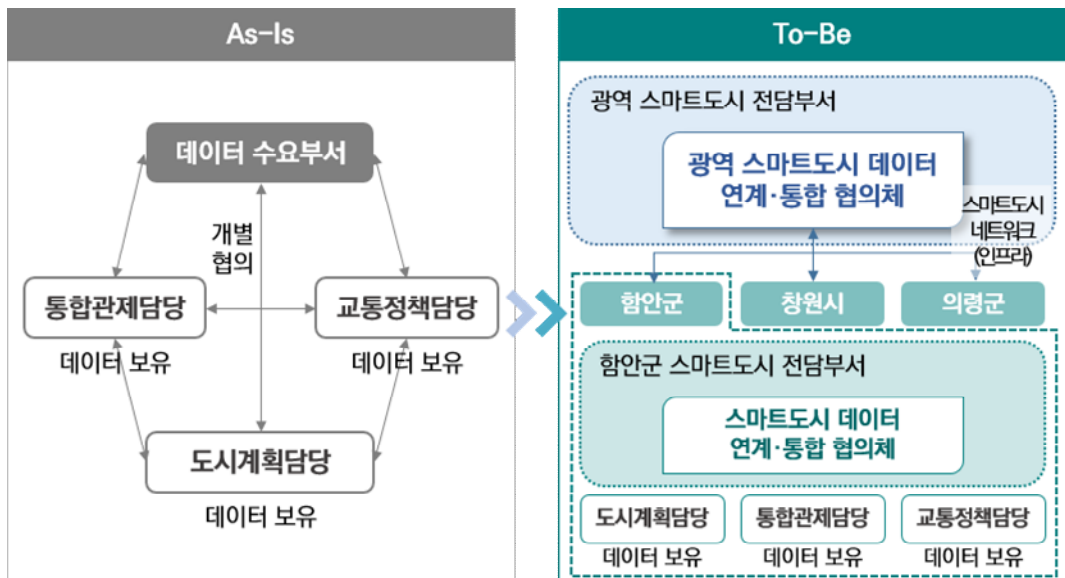 As-Is
데이터 수요부서
개별
협의
통합관제담당
교통정책담당
데이터 보유
데이터 보유
도시계획담당
데이터 보유
To-Be
광역 스마트도시 전담부서
광역 스마트도시 데이터
연계·통합 협의체
스마트도시
네트워크
(인프라)
함안군
창원시
의령군
함안군 스마트도시 전담부서
스마트도시 데이터
연계·통합 협의체
도시계획담당
통합관제담당
교통정책담당
데이터 보유
데이터 보유
데이터 보유